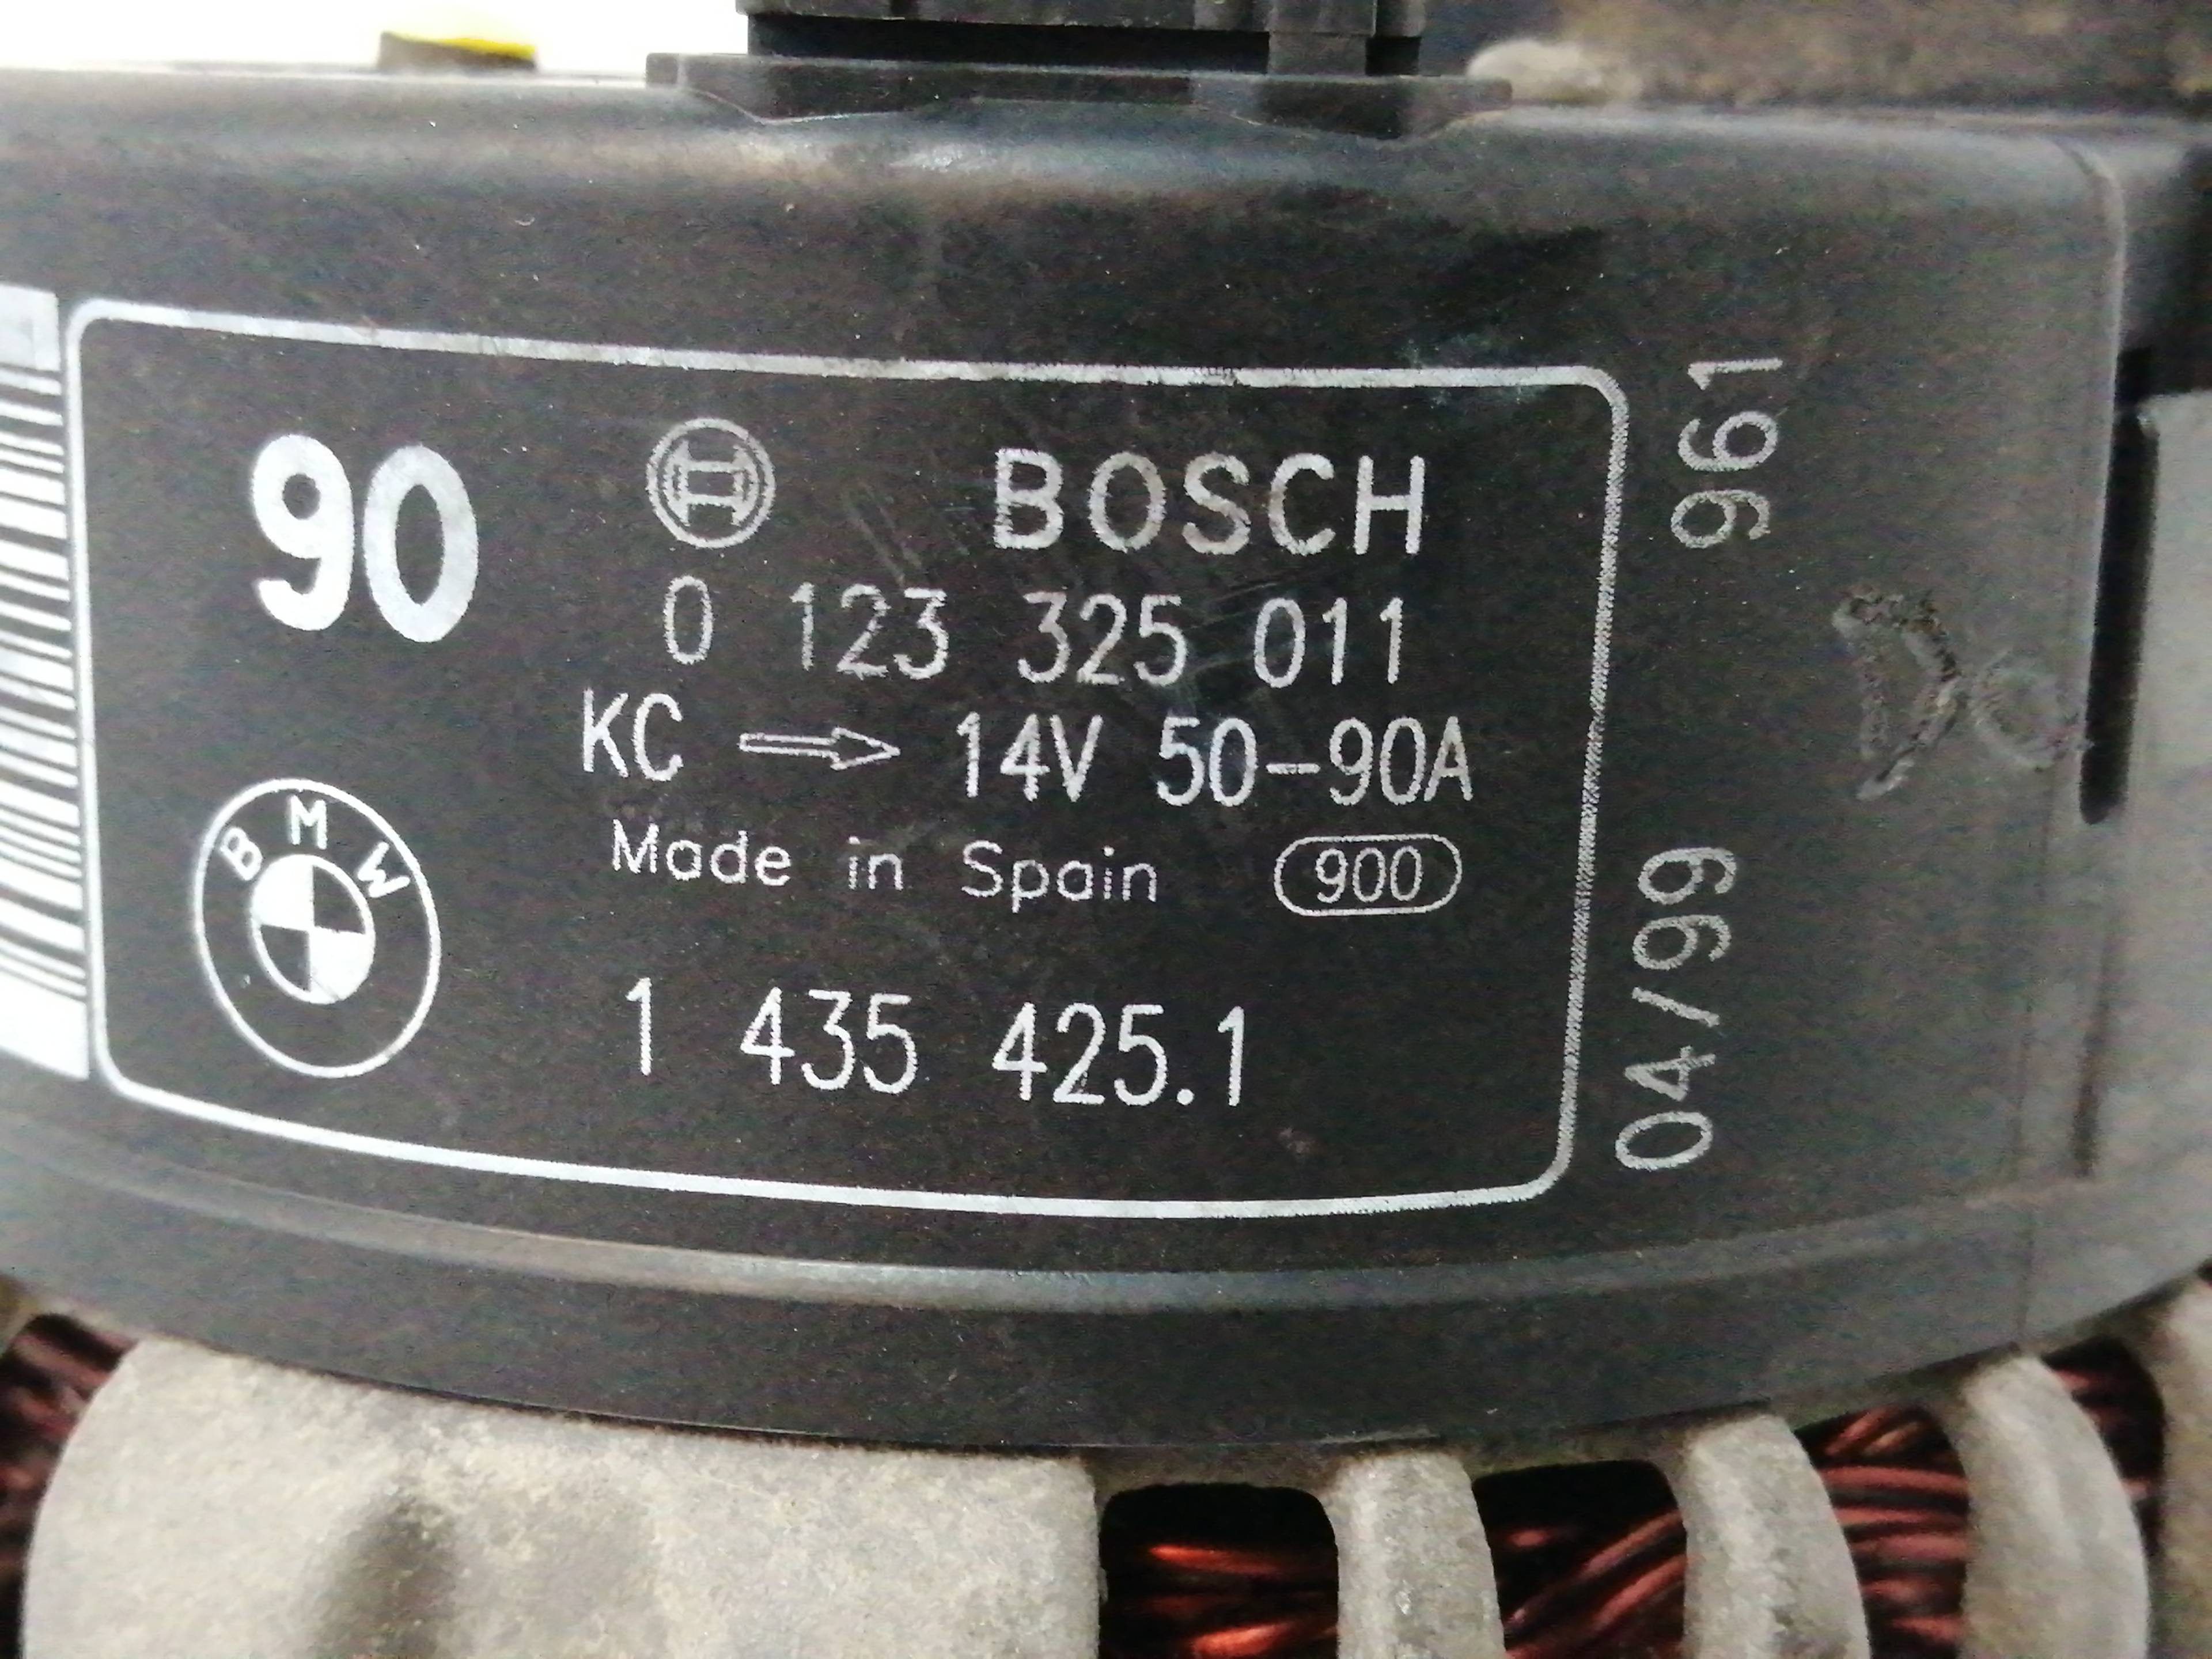 90 BOSCH
0 123 325 011
KC 14V 50-90A
Made in Spain 900
BMW
1 435 425.1
961
04/99